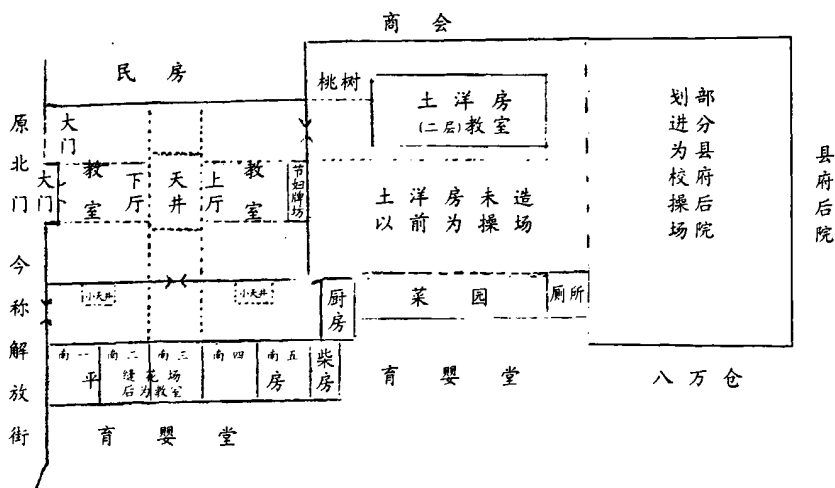 商会
民房
桃树
土洋房
(二层)教室
部分县府后院
划进为校操场
县府后院
原北门今称解放街
大门
大门
教室
下厅
天井
上厅
教室
节妇牌坊
土洋房未造
以前为操场
小天井
小天井
厨房
菜园
厕所
南一
南二
南三
南四
南五
平
缝花场
后为教室
房
柴房
育婴堂
八万仓
育婴堂